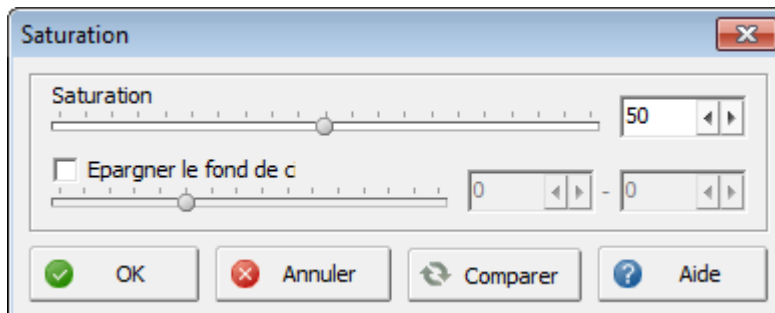 Saturation
Saturation
50
Epargner le fond de c
0 - 0
OK Annuler Comparer Aide